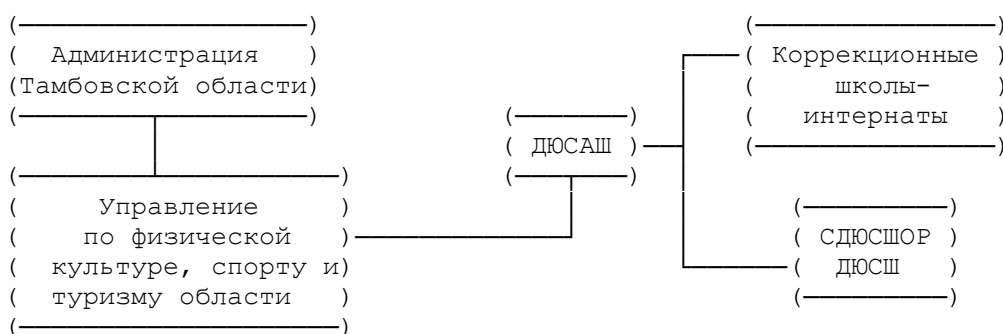 Администрация
Тамбовской области
Управление
по физической
культуре, спорту и
туризму области
ДЮСАШ
Коррекционные
школы-
интернаты
СДЮСШОР
ДЮСШ